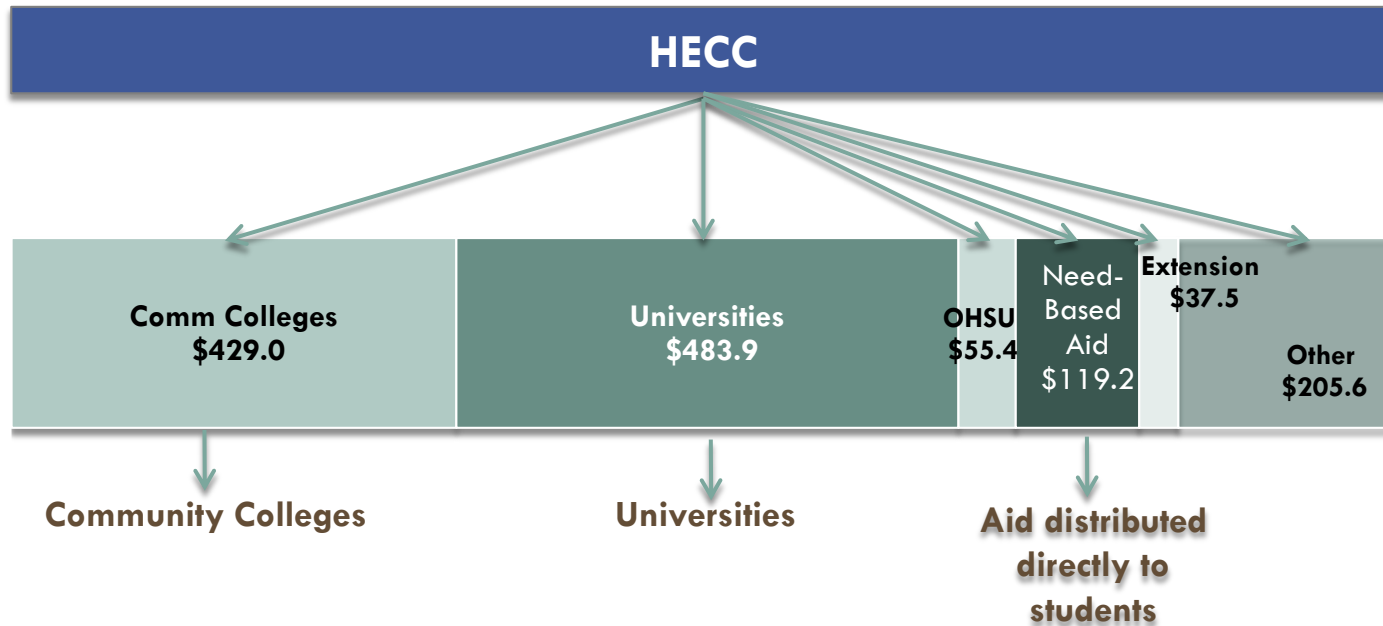 HECC
Comm Colleges
$429.0
Universities
$483.9
OHSU
$55.4
Need-
Based
Aid
$119.2
Extension
$37.5
Other
$205.6
Community Colleges
Universities
Aid distributed
directly to
students